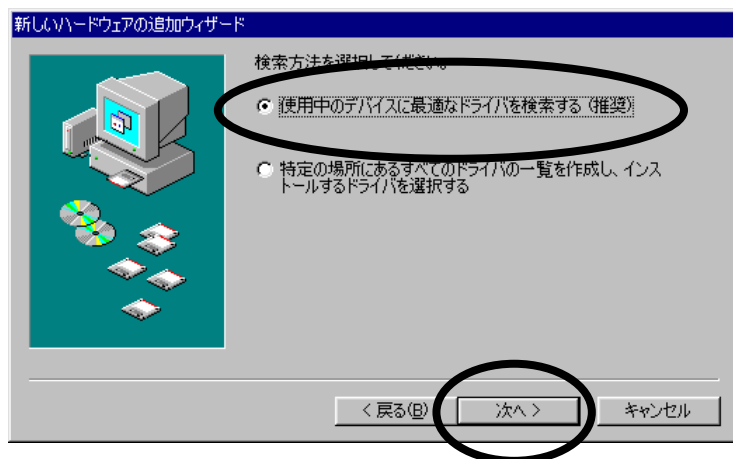 新しいハードウェアの追加ウィザード
検索方法を選択してください。
使用中のデバイスに最適なドライバを検索する（推奨）
特定の場所にあるすべてのドライバの一覧を作成し、インス
トールするドライバを選択する
< 戻る(B)
次へ >
キャンセル